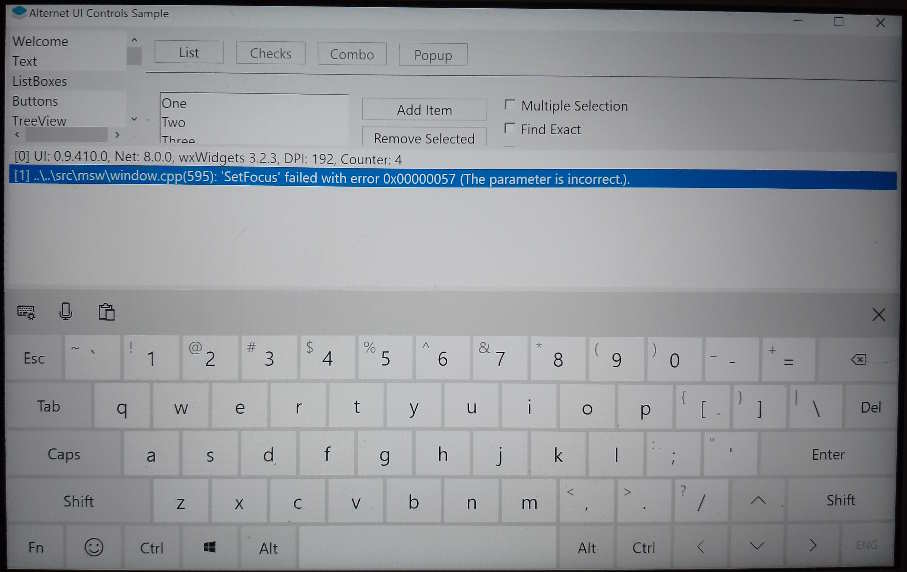 Alternet UI Controls Sample
Welcome
Text
ListBoxes
Buttons
TreeView
List Checks Combo Popup
One
Two
Three
Add Item
Remove Selected
Multiple Selection
Find Exact
[0] UI: 0.9.410.0, Net: 8.0.0, wxWidgets 3.2.3, DPI: 192, Counter: 4
[1] ..\..\src\msw\window.cpp(595): 'SetFocus' failed with error 0x00000057 (The parameter is incorrect.).
Esc ~ ` ! 1 @ 2 # 3 $ 4 % 5 ^ 6 & 7 * 8 ( 9 ) 0 _ - + =
Tab q w e r t y u i o p { [ } ] | \ Del
Caps a s d f g h j k l : ; " ' Enter
Shift z x c v b n m < , > . ? / Shift
Fn Ctrl Alt Alt Ctrl ENG